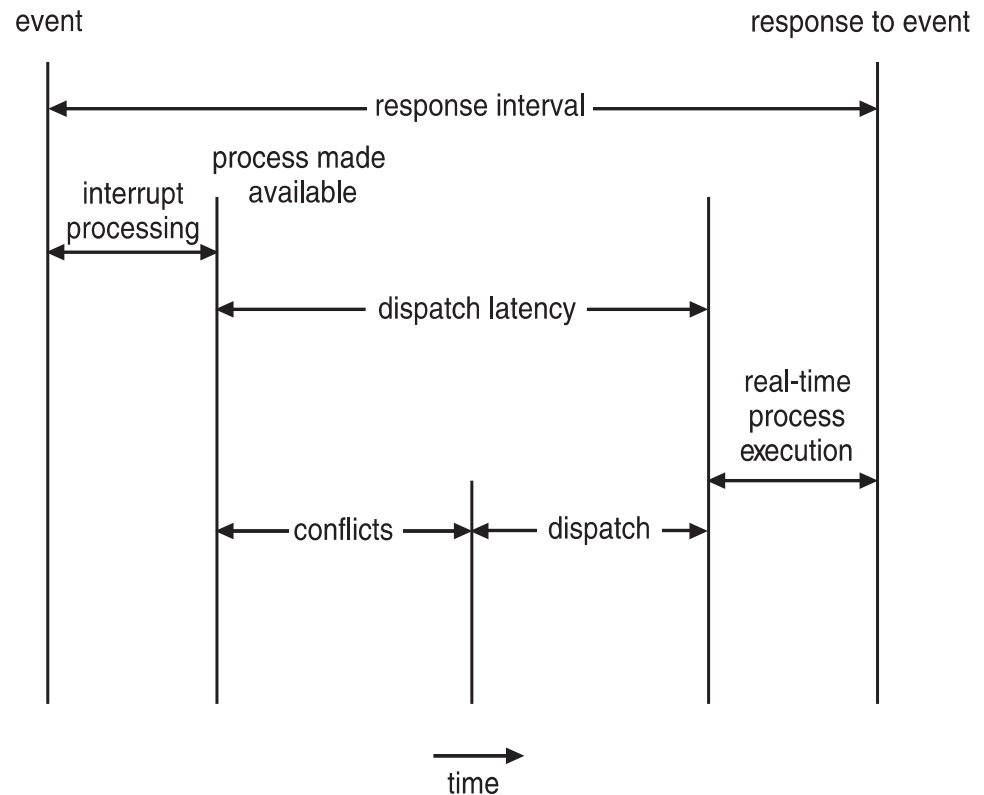 event
response to event
response interval
process made
available
interrupt
processing
dispatch latency
real-time
process
execution
conflicts
dispatch
time